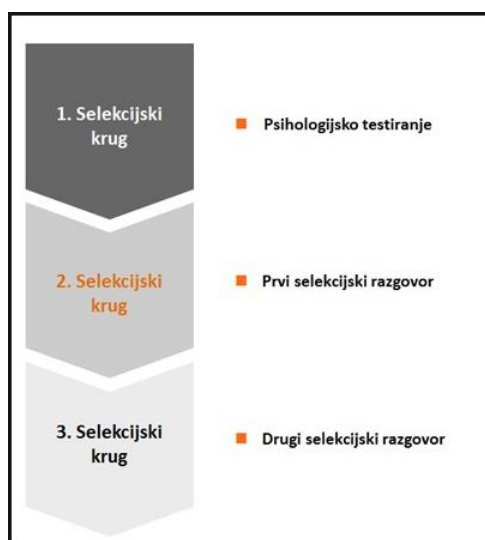 1. Selekcijski
krug
Psihologijsko testiranje
2. Selekcijski
krug
Prvi selekcijski razgovor
3. Selekcijski
krug
Drugi selekcijski razgovor